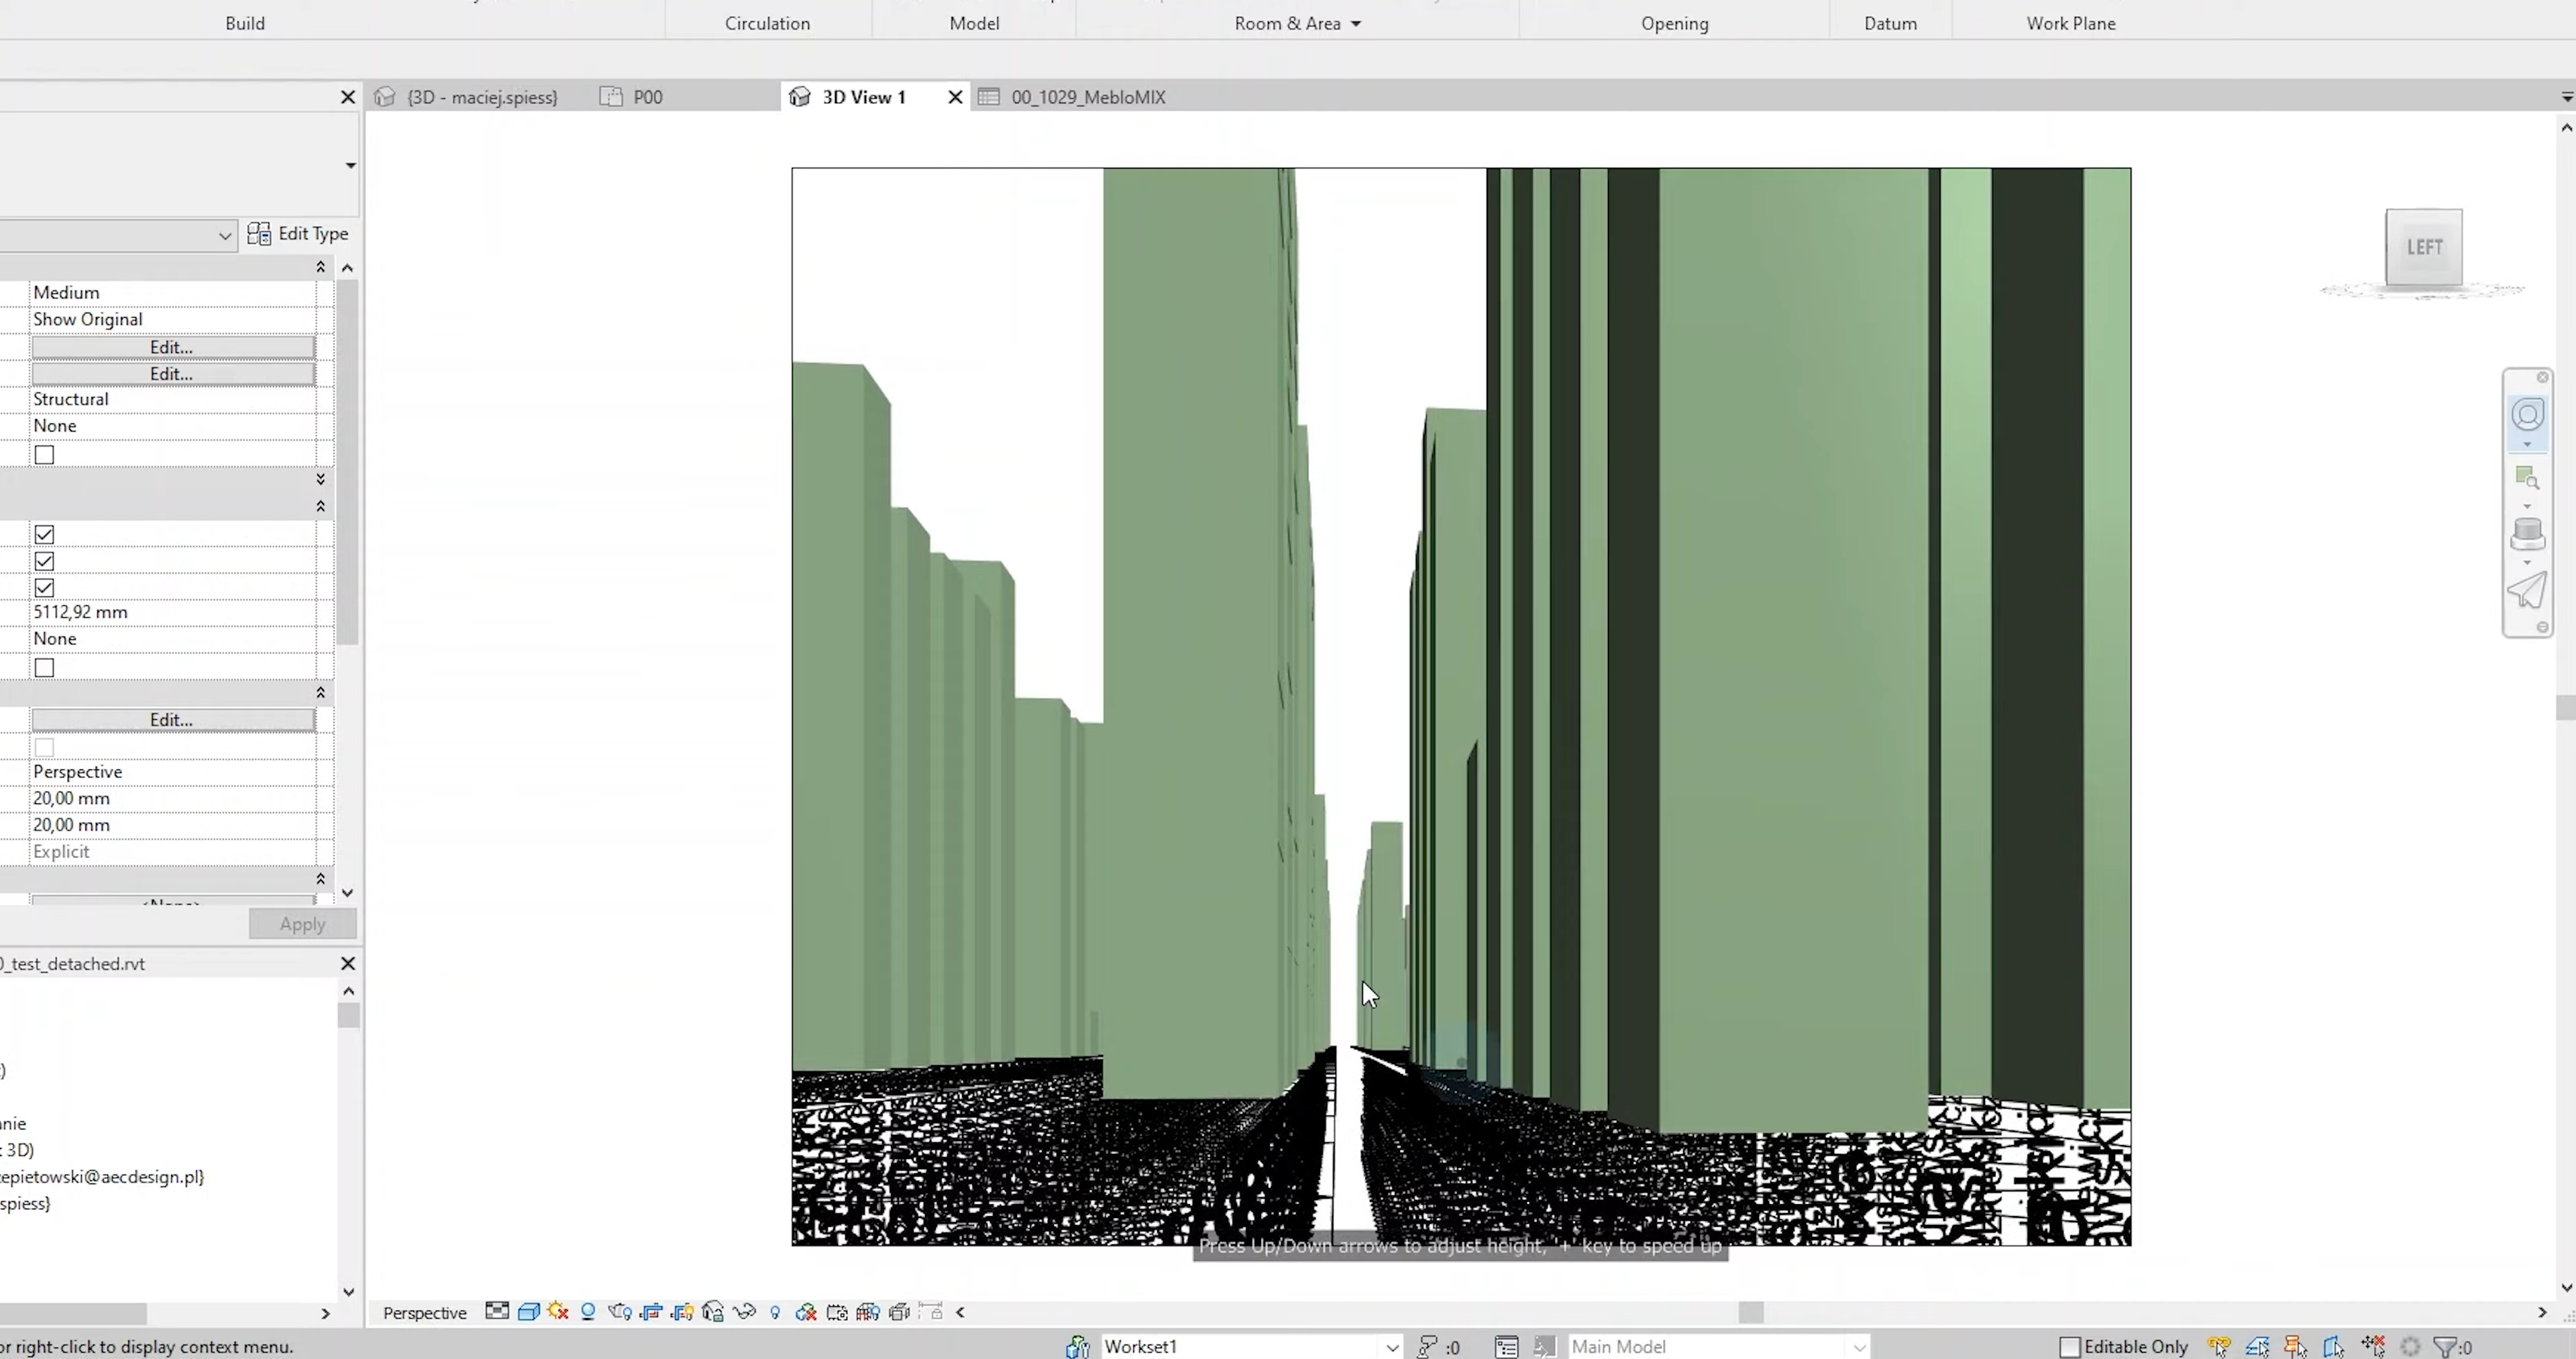 Build Circulation Model Room & Area Opening Datum Work Plane
{3D - maciej.spiess} P00 3D View 1 00_1029_MebloMIX
Edit Type
LEFT
Medium
Show Original
Edit...
Edit...
Structural
None
5112,92 mm
None
Edit...
Perspective
20,00 mm
20,00 mm
Explicit
<None>
Apply
_test_detached.rvt
anie
: 3D)
epietowski@aecdesign.pl}
spiess}
Press Up/Down arrows to adjust height, '+' key to speed up
Perspective
or right-click to display context menu. Workset1 :0 Main Model Editable Only :0